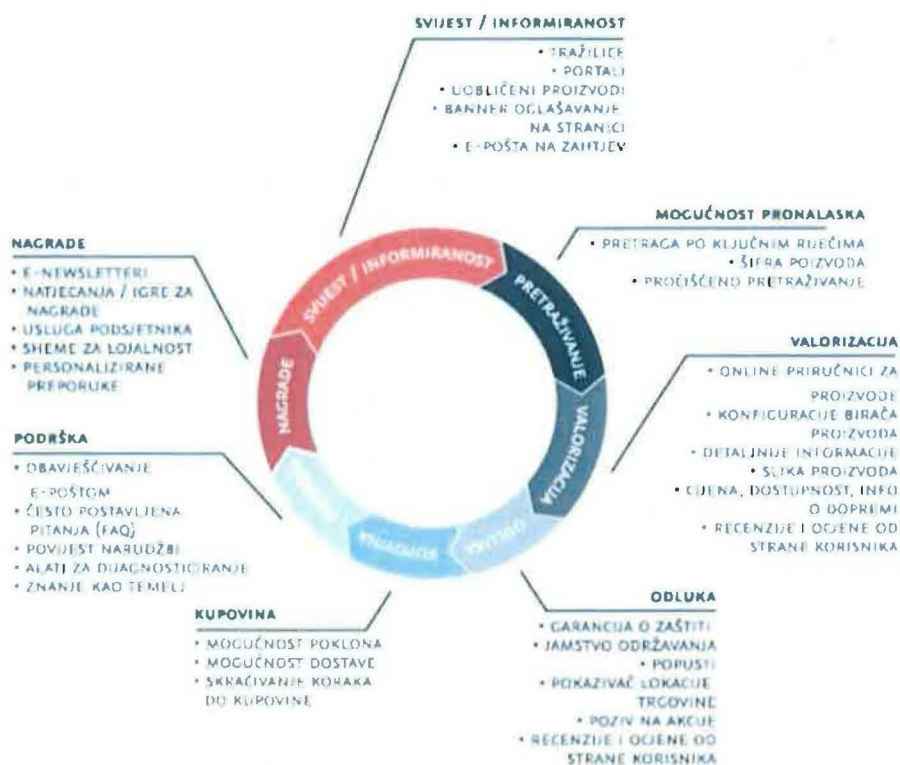 SVIJEST / INFORMIRANOST
• TRAŽILICE
• PORTALI
• UOBLIČENI PROIZVODI
• BANNER OGLAŠAVANJE
NA STRANICI
• E-POŠTA NA ZAHTJEV
MOGUĆNOST PRONALASKA
• PRETRAGA PO KLJUČNIM RIJEČIMA
• ŠIFRA POIZVODA
• PROČIŠĆENO PRETRAŽIVANJE
VALORIZACIJA
• ONLINE PRIRUČNICI ZA
PROIZVODE
• KONFIGURACIJE BIRAČA
PROIZVODA
• DETALJNIJE INFORMACIJE
• SLIKA PROIZVODA
• CIJENA, DOSTUPNOST, INFO
O DOPREMI
• RECENZIJE I OCJENE OD
STRANE KORISNIKA
ODLUKA
• GARANCIJA O ZAŠTITI
• JAMSTVO ODRŽAVANJA
• POPUSTI
• POKAZIVAČ LOKACIJE
TRGOVINE
• POZIV NA AKCIJE
• RECENZIJE I OCJENE OD
STRANE KORISNIKA
KUPOVINA
• MOGUĆNOST POKLONA
• MOGUĆNOST DOSTAVE
• SKRAĆIVANJE KORAKA
DO KUPOVINE
PODRŠKA
• OBAVJEŠĆIVANJE
E-POŠTOM
• ČESTO POSTAVLJENA
PITANJA (FAQ)
• POVIJEST NARUDŽBI
• ALATI ZA DIJAGNOSTICIRANJE
• ZNANJE KAO TEMELJ
NAGRADE
• E-NEWSLETTERI
• NATJECANJA / IGRE ZA
NAGRADE
• USLUGA PODSJETNIKA
• SHEME ZA LOJALNOST
• PERSONALIZIRANE
PREPORUKE
SVIJEST / INFORMIRANOST
PRETRAŽIVANJE
VALORIZACIJA
ODLUKA
KUPOVINA
NAGRADE